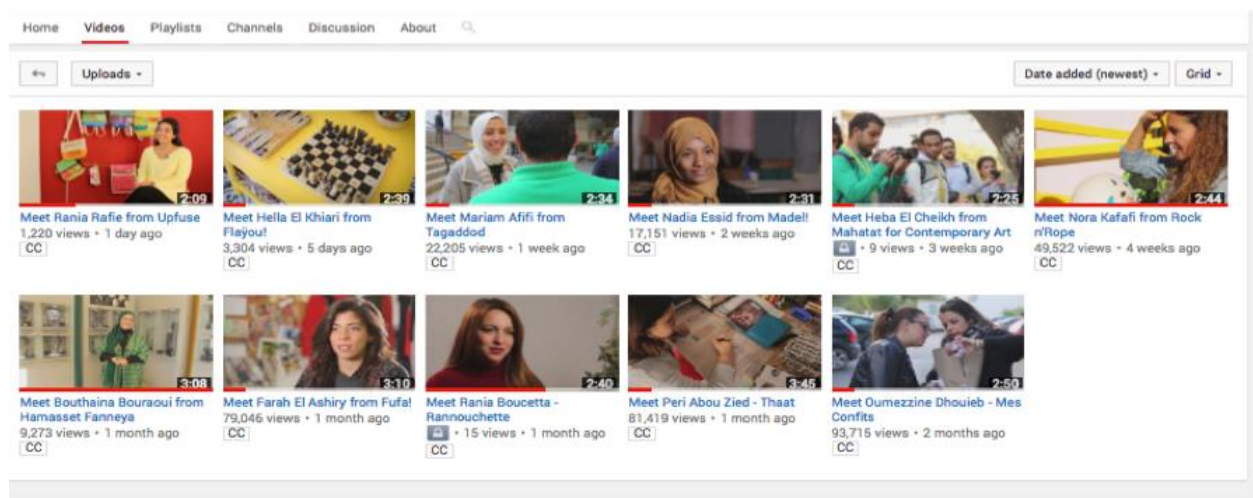 Home Videos Playlists Channels Discussion About
Uploads
Date added (newest) Grid
2:09 2:39 2:34 2:31 2:25 2:44
Meet Rania Rafie from Upfuse
1,220 views • 1 day ago
CC
Meet Hella El Khiari from
Flaÿou!
3,304 views • 5 days ago
CC
Meet Mariam Afifi from
Tagaddod
22,205 views • 1 week ago
CC
Meet Nadia Essid from Madel!
17,151 views • 2 weeks ago
CC
Meet Heba El Cheikh from
Mahatat for Contemporary Art
• 9 views • 3 weeks ago
CC
Meet Nora Kafafi from Rock
n'Rope
49,522 views • 4 weeks ago
CC
3:08 3:10 2:40 3:45 2:50
Meet Bouthaina Bouraoui from
Hamasset Fanneya
9,273 views • 1 month ago
CC
Meet Farah El Ashiry from Fufa!
79,046 views • 1 month ago
CC
Meet Rania Boucetta -
Rannouchette
• 15 views • 1 month ago
CC
Meet Peri Abou Zied - Thaat
81,419 views • 1 month ago
CC
Meet Oumezzine Dhouieb - Mes
Confits
93,715 views • 2 months ago
CC